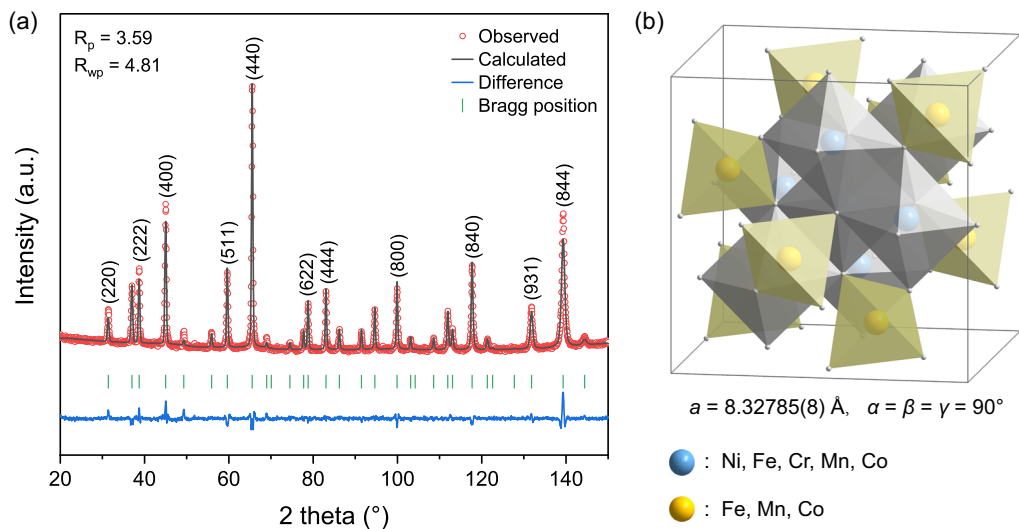 (a)
R_p = 3.59
R_wp = 4.81
Observed
Calculated
Difference
Bragg position
(220)
(222)
(400)
(511)
(440)
(622)
(444)
(800)
(840)
(931)
(844)
Intensity (a.u.)
20 40 60 80 100 120 140
2 theta (°)
(b)
a = 8.32785(8) Å, α = β = γ = 90°
: Ni, Fe, Cr, Mn, Co
: Fe, Mn, Co